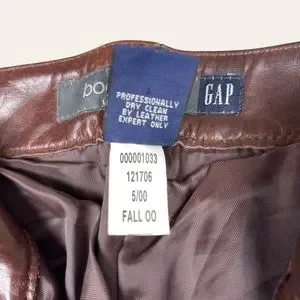 GAP
PROFESSIONALLY
DRY CLEAN
BY LEATHER
EXPERT ONLY
000001033
121706
5/00
FALL 00